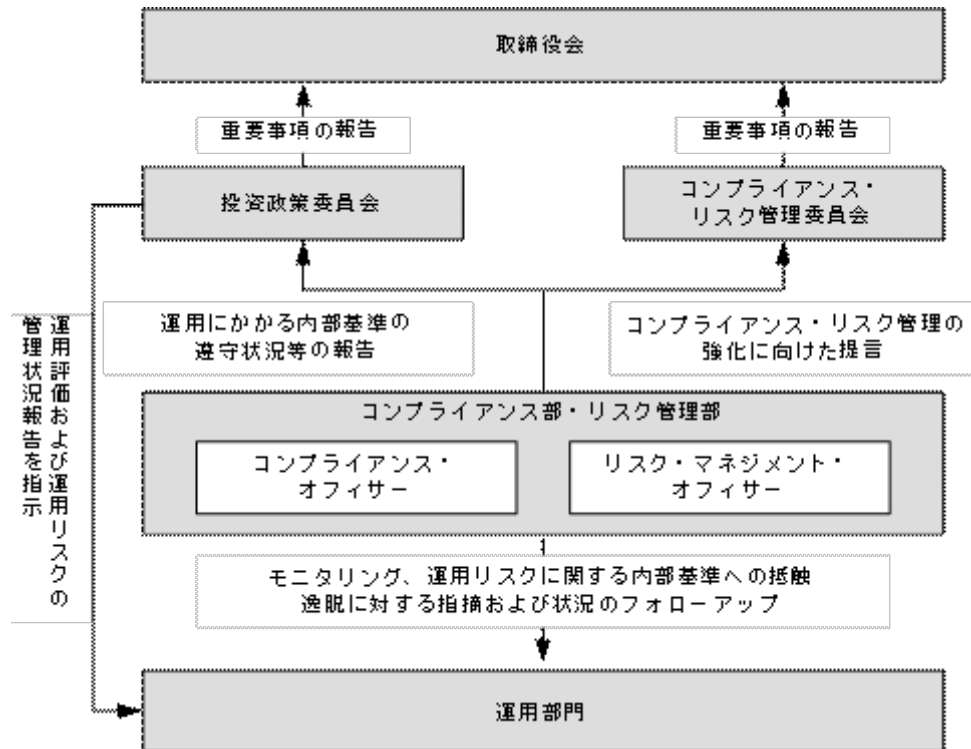 取締役会
重要事項の報告
重要事項の報告
投資政策委員会
コンプライアンス・
リスク管理委員会
運用にかかる内部基準の
遵守状況等の報告
コンプライアンス・リスク管理の
強化に向けた提言
運用評価および運用リスクの
管理状況報告を指示
コンプライアンス部・リスク管理部
コンプライアンス・
オフィサー
リスク・マネジメント・
オフィサー
モニタリング、運用リスクに関する内部基準への抵触
逸脱に対する指摘および状況のフォローアップ
運用部門